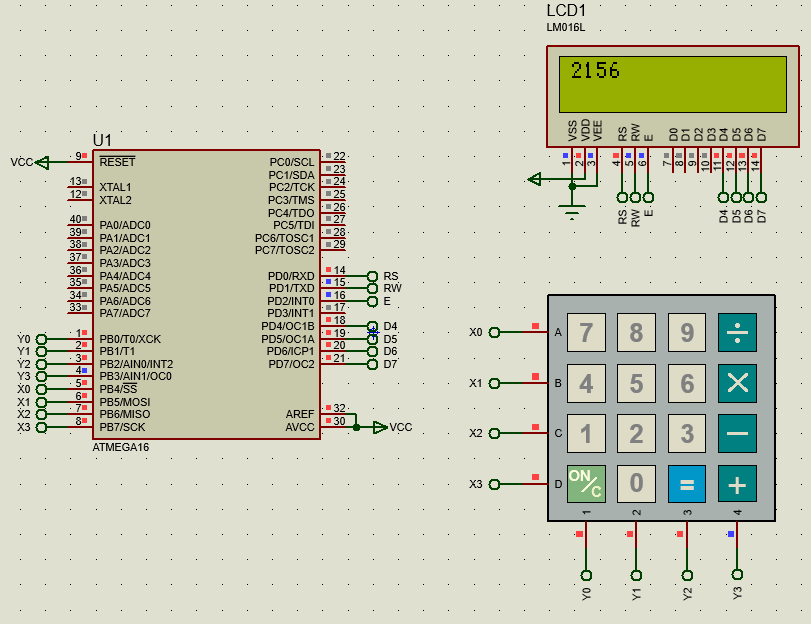 LCD1
LM016L
2156
VSS VDD VEE RS RW E D0 D1 D2 D3 D4 D5 D6 D7
1 2 3 4 5 6 7 8 9 10 11 12 13 14
RS RW E D4 D5 D6 D7
U1
VCC 9 RESET PC0/SCL 22
PC1/SDA 23
13 XTAL1 PC2/TCK 24
12 XTAL2 PC3/TMS 25
PC4/TDO 26
40 PA0/ADC0 PC5/TDI 27
39 PA1/ADC1 PC6/TOSC1 28
38 PA2/ADC2 PC7/TOSC2 29
37 PA3/ADC3
36 PA4/ADC4 PD0/RXD 14 RS
35 PA5/ADC5 PD1/TXD 15 RW
34 PA6/ADC6 PD2/INT0 16 E
33 PA7/ADC7 PD3/INT1 17
PD4/OC1B 18 D4
Y0 1 PB0/T0/XCK PD5/OC1A 19 D5
Y1 2 PB1/T1 PD6/ICP1 20 D6
Y2 3 PB2/AIN0/INT2 PD7/OC2 21 D7
Y3 4 PB3/AIN1/OC0
X0 5 PB4/SS
X1 6 PB5/MOSI
X2 7 PB6/MISO AREF 32
X3 8 PB7/SCK AVCC 30 VCC
ATMEGA16
X0 A 7 8 9 ÷
X1 B 4 5 6 ×
X2 C 1 2 3 −
X3 D ON/C 0 = +
1 2 3 4
Y0 Y1 Y2 Y3